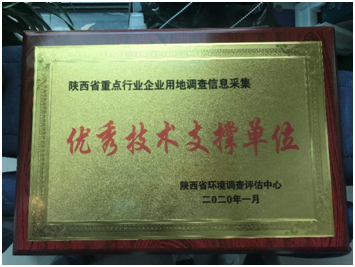 陕西省重点行业企业用地调查信息采集
优秀技术支撑单位
陕西省环境调查评估中心
二〇二〇年一月